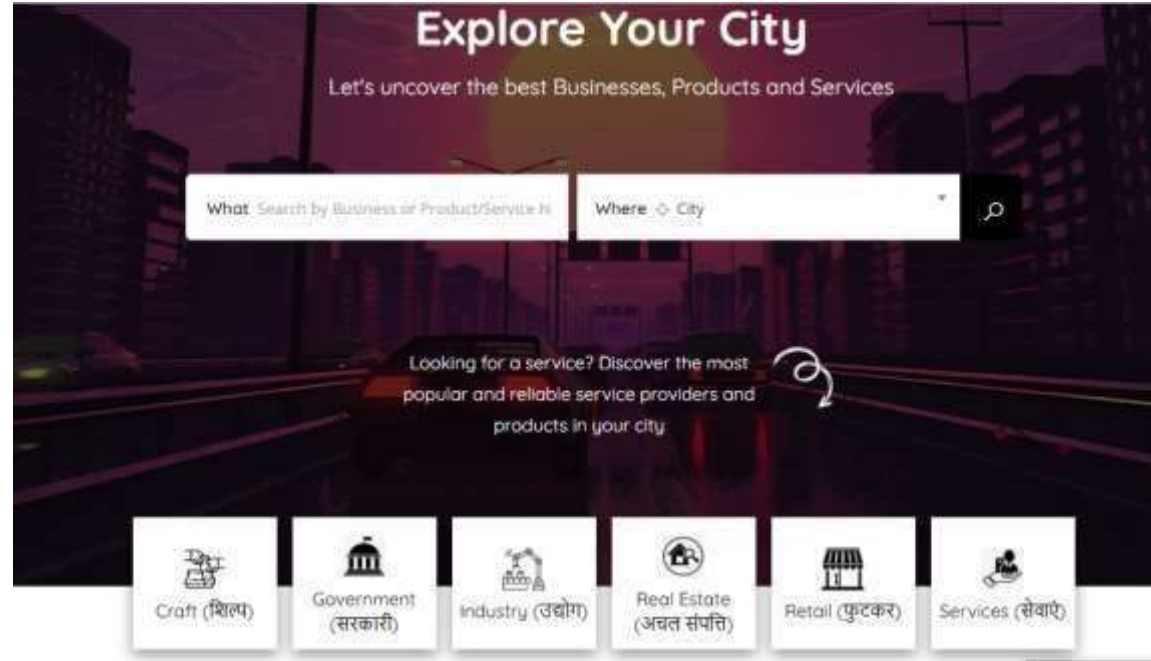 Explore Your City
Let's uncover the best Businesses, Products and Services
What Search by Business or Product/Service N
Where City
Looking for a service? Discover the most
popular and reliable service providers and
products in your city
Craft (शिल्प)
Government
(सरकारी)
Industry (उद्योग)
Real Estate
(अचल संपत्ति)
Retail (फुटकर)
Services (सेवाएं)